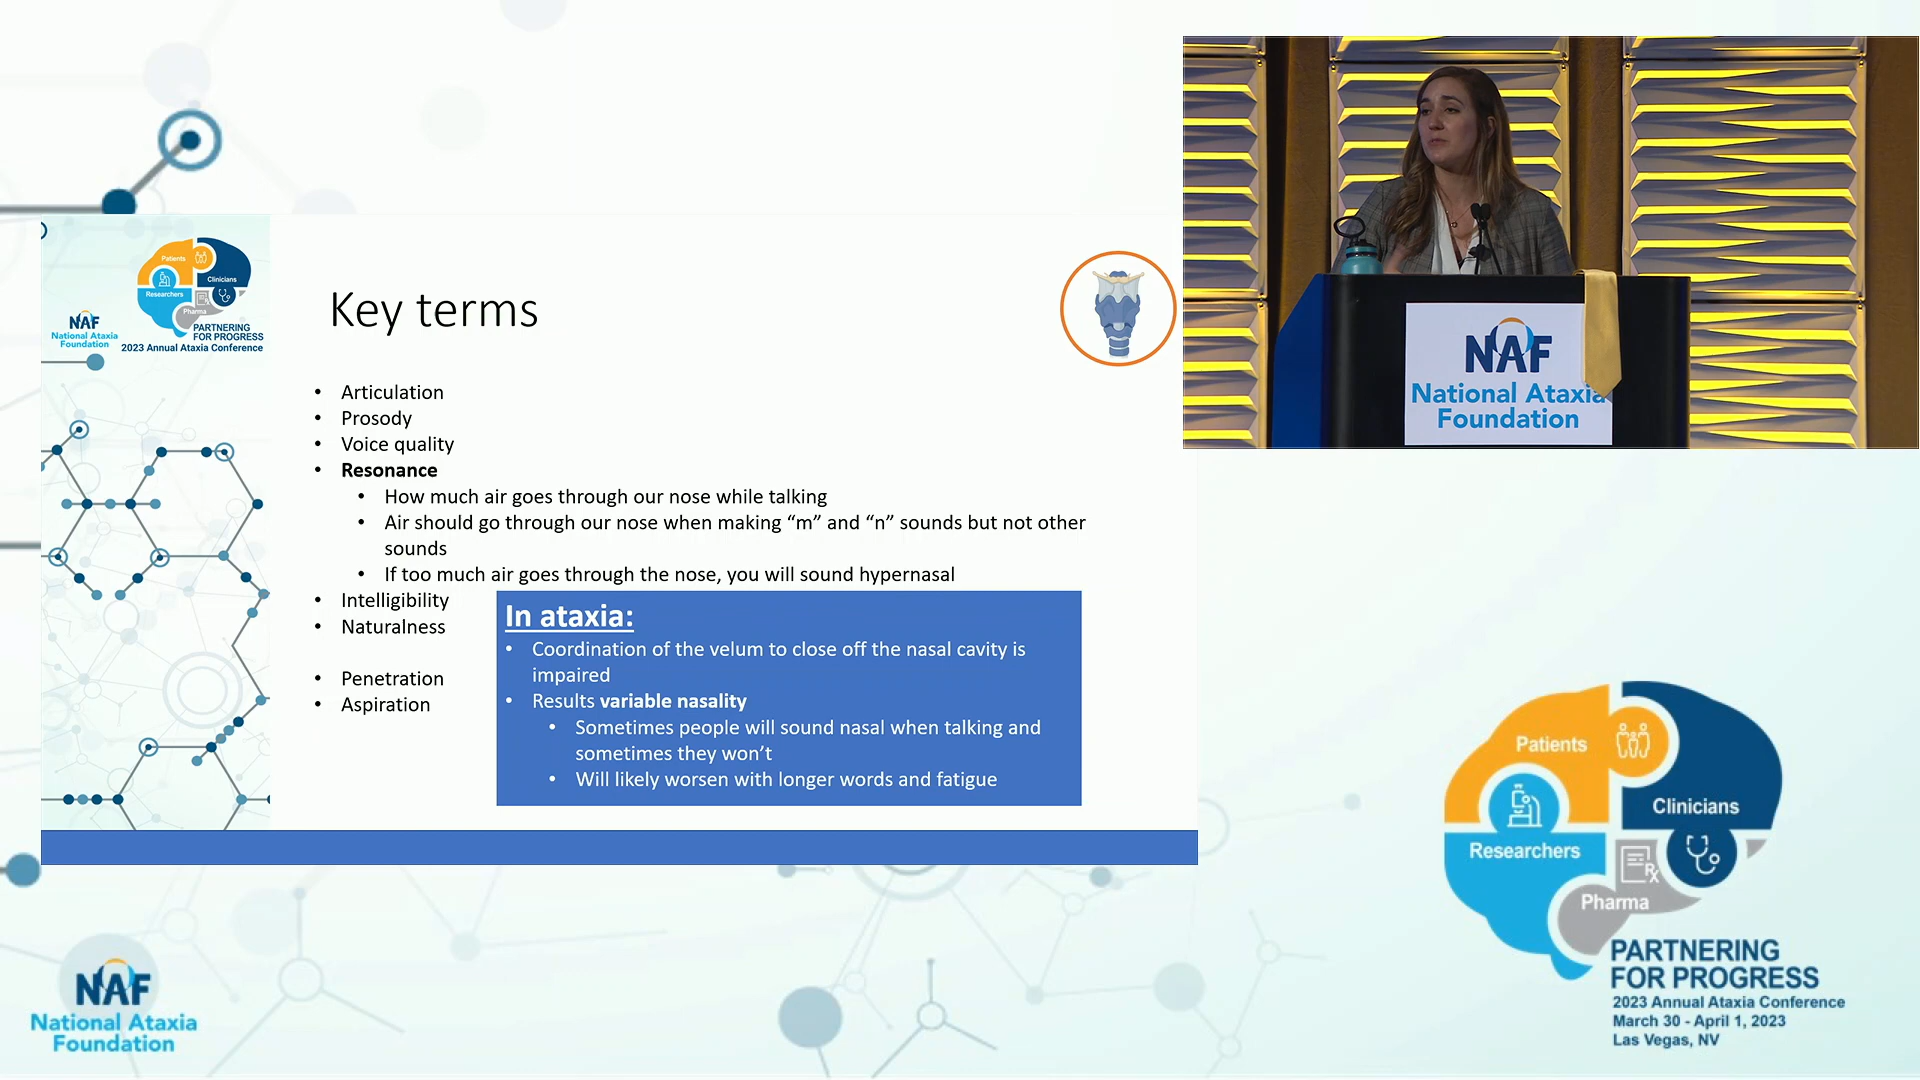 Patients
Clinicians
Researchers
Pharma
NAF
National Ataxia
Foundation
PARTNERING
FOR PROGRESS
2023 Annual Ataxia Conference
Key terms
• Articulation
• Prosody
• Voice quality
• Resonance
• How much air goes through our nose while talking
• Air should go through our nose when making “m” and “n” sounds but not other
sounds
• If too much air goes through the nose, you will sound hypernasal
• Intelligibility
• Naturalness
• Penetration
• Aspiration
In ataxia:
• Coordination of the velum to close off the nasal cavity is
impaired
• Results variable nasality
• Sometimes people will sound nasal when talking and
sometimes they won’t
• Will likely worsen with longer words and fatigue
NAF
National Ataxia
Foundation
Patients
Clinicians
Researchers
Rx
Pharma
PARTNERING
FOR PROGRESS
2023 Annual Ataxia Conference
March 30 - April 1, 2023
Las Vegas, NV
NAF
National Ataxia
Foundation